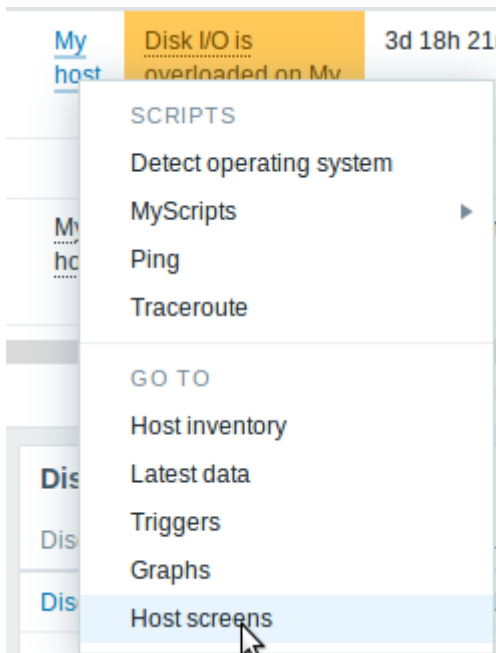 My Disk I/O is 3d 18h 21
host overloaded on My
SCRIPTS
Detect operating system
MyScripts
Ping
Traceroute
GO TO
Host inventory
Latest data
Triggers
Graphs
Host screens